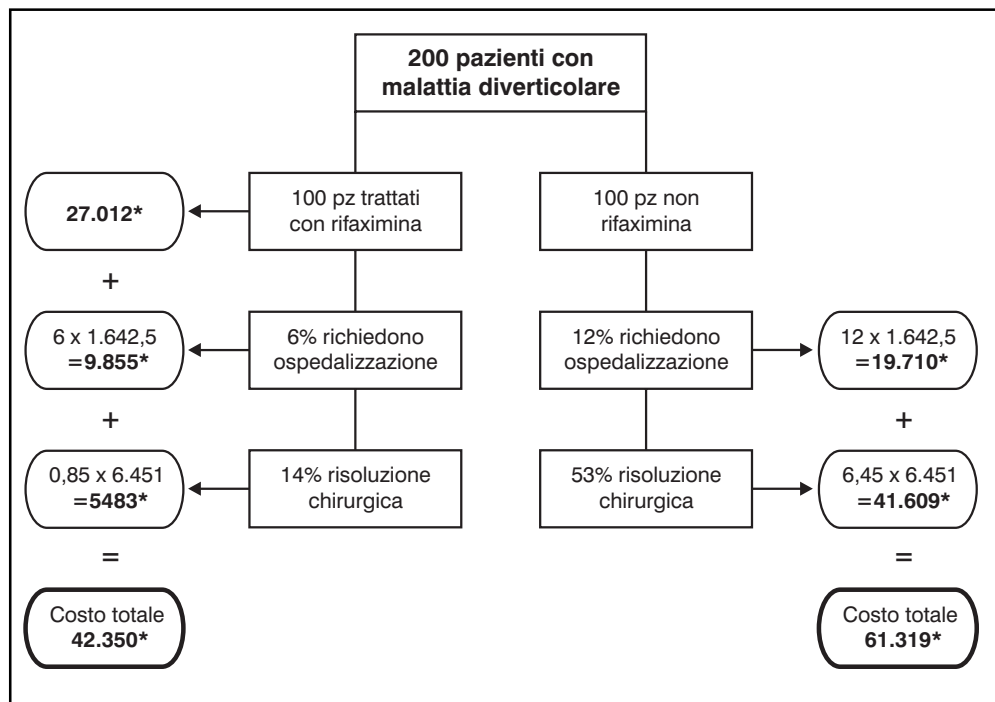 200 pazienti con
malattia diverticolare
27.012*
100 pz trattati
con rifaximina
100 pz non
rifaximina
+
6 x 1.642,5
=9.855*
6% richiedono
ospedalizzazione
12% richiedono
ospedalizzazione
12 x 1.642,5
=19.710*
+
+
0,85 x 6.451
=5483*
14% risoluzione
chirurgica
53% risoluzione
chirurgica
6,45 x 6.451
=41.609*
=
=
Costo totale
42.350*
Costo totale
61.319*